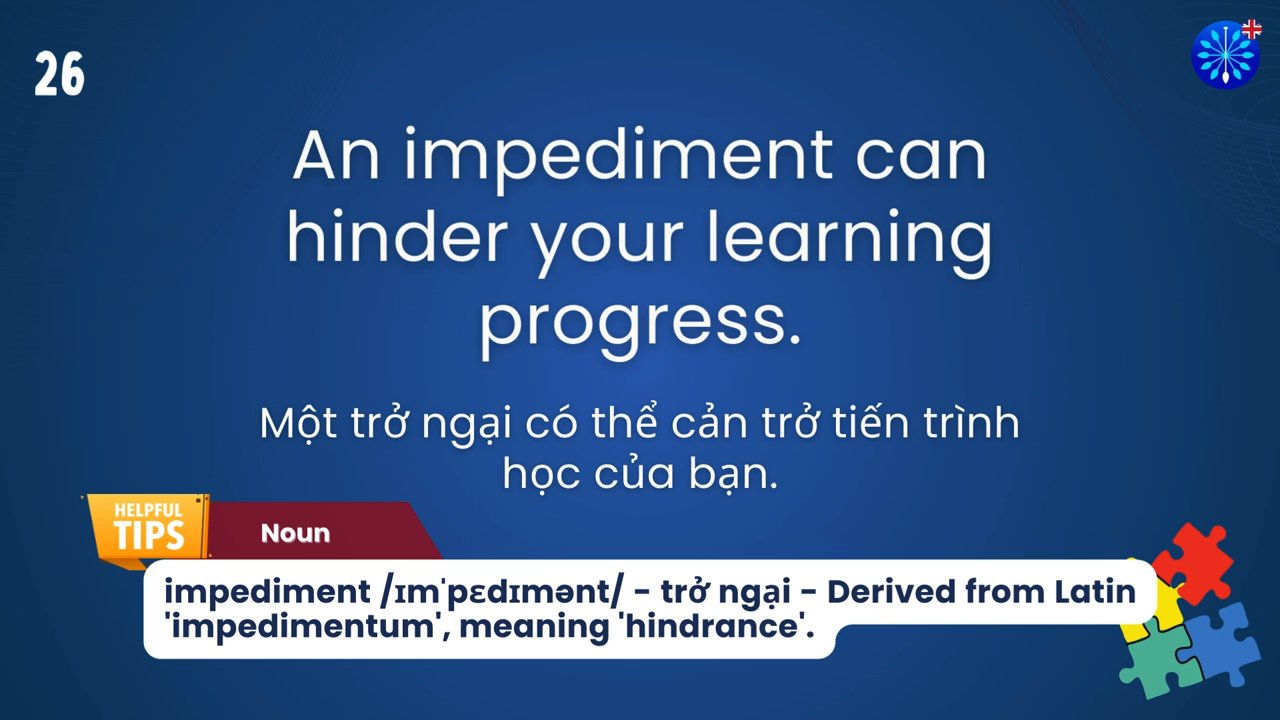 26
An impediment can
hinder your learning
progress.
Một trở ngại có thể cản trở tiến trình
học của bạn.
HELPFUL
TIPS
Noun
impediment /ɪmˈpɛdɪmənt/ - trở ngại - Derived from Latin
'impedimentum', meaning 'hindrance'.